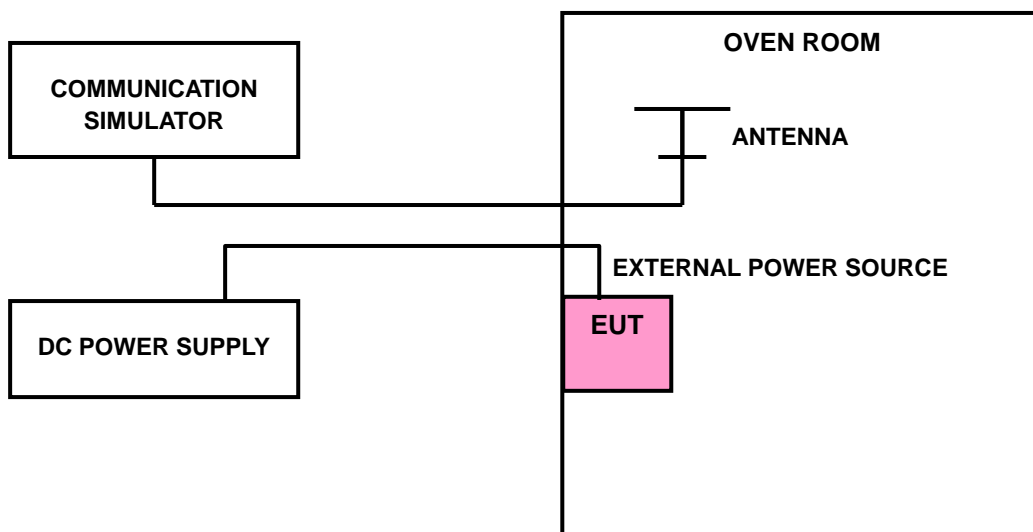 OVEN ROOM
COMMUNICATION
SIMULATOR
ANTENNA
EXTERNAL POWER SOURCE
EUT
DC POWER SUPPLY